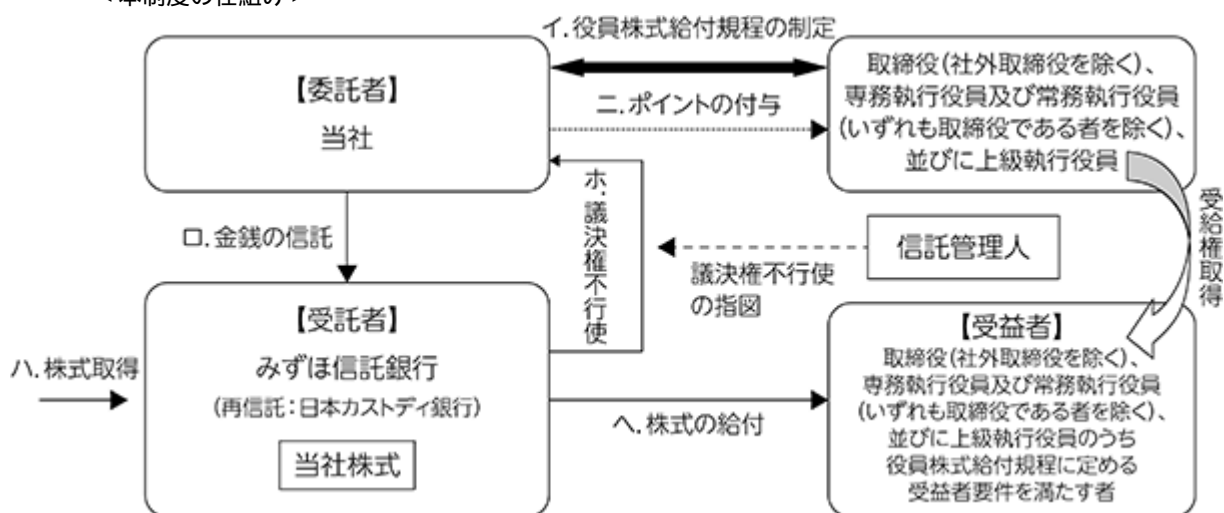 ＜本制度の仕組み＞
イ.役員株式給付規程の制定
【委託者】
当社
取締役(社外取締役を除く)、
専務執行役員及び常務執行役員
(いずれも取締役である者を除く)、
並びに上級執行役員
ニ.ポイントの付与
ホ.議決権不行使
受給権取得
ロ.金銭の信託
信託管理人
議決権不行使
の指図
【受託者】
みずほ信託銀行
(再信託：日本カストディ銀行)
当社株式
ハ.株式取得
ヘ.株式の給付
【受益者】
取締役(社外取締役を除く)、
専務執行役員及び常務執行役員
(いずれも取締役である者を除く)、
並びに上級執行役員のうち
役員株式給付規程に定める
受益者要件を満たす者